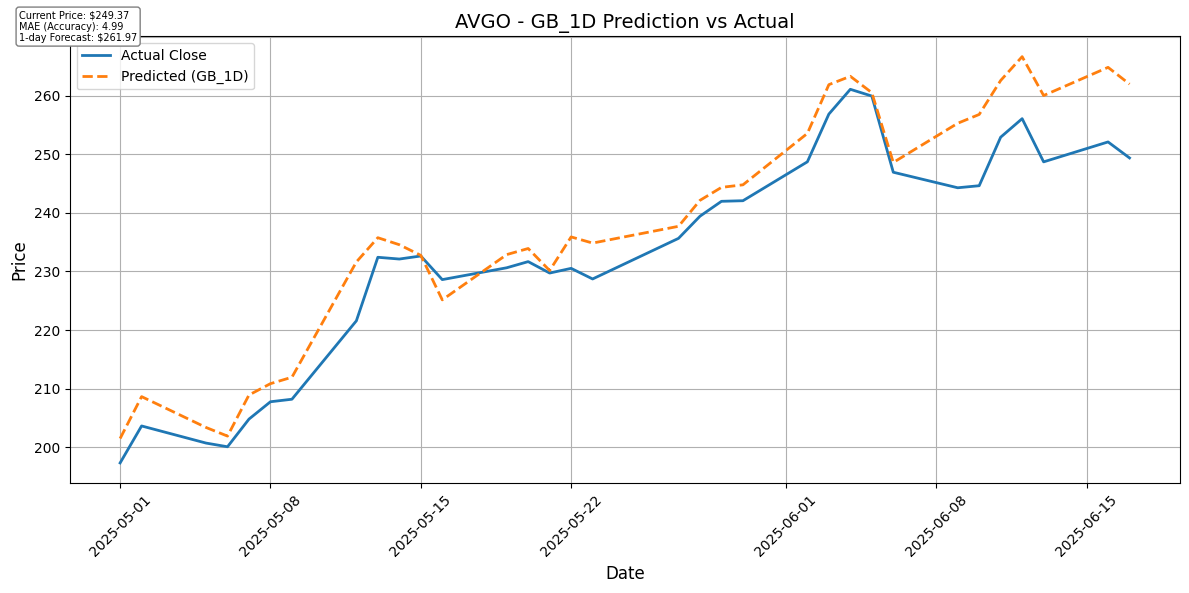 Current Price: $249.37
MAE (Accuracy): 4.99
1-day Forecast: $261.97
AVGO - GB_1D Prediction vs Actual
Actual Close
Predicted (GB_1D)
Price
260
250
240
230
220
210
200
2025-05-01
2025-05-08
2025-05-15
2025-05-22
2025-06-01
2025-06-08
2025-06-15
Date